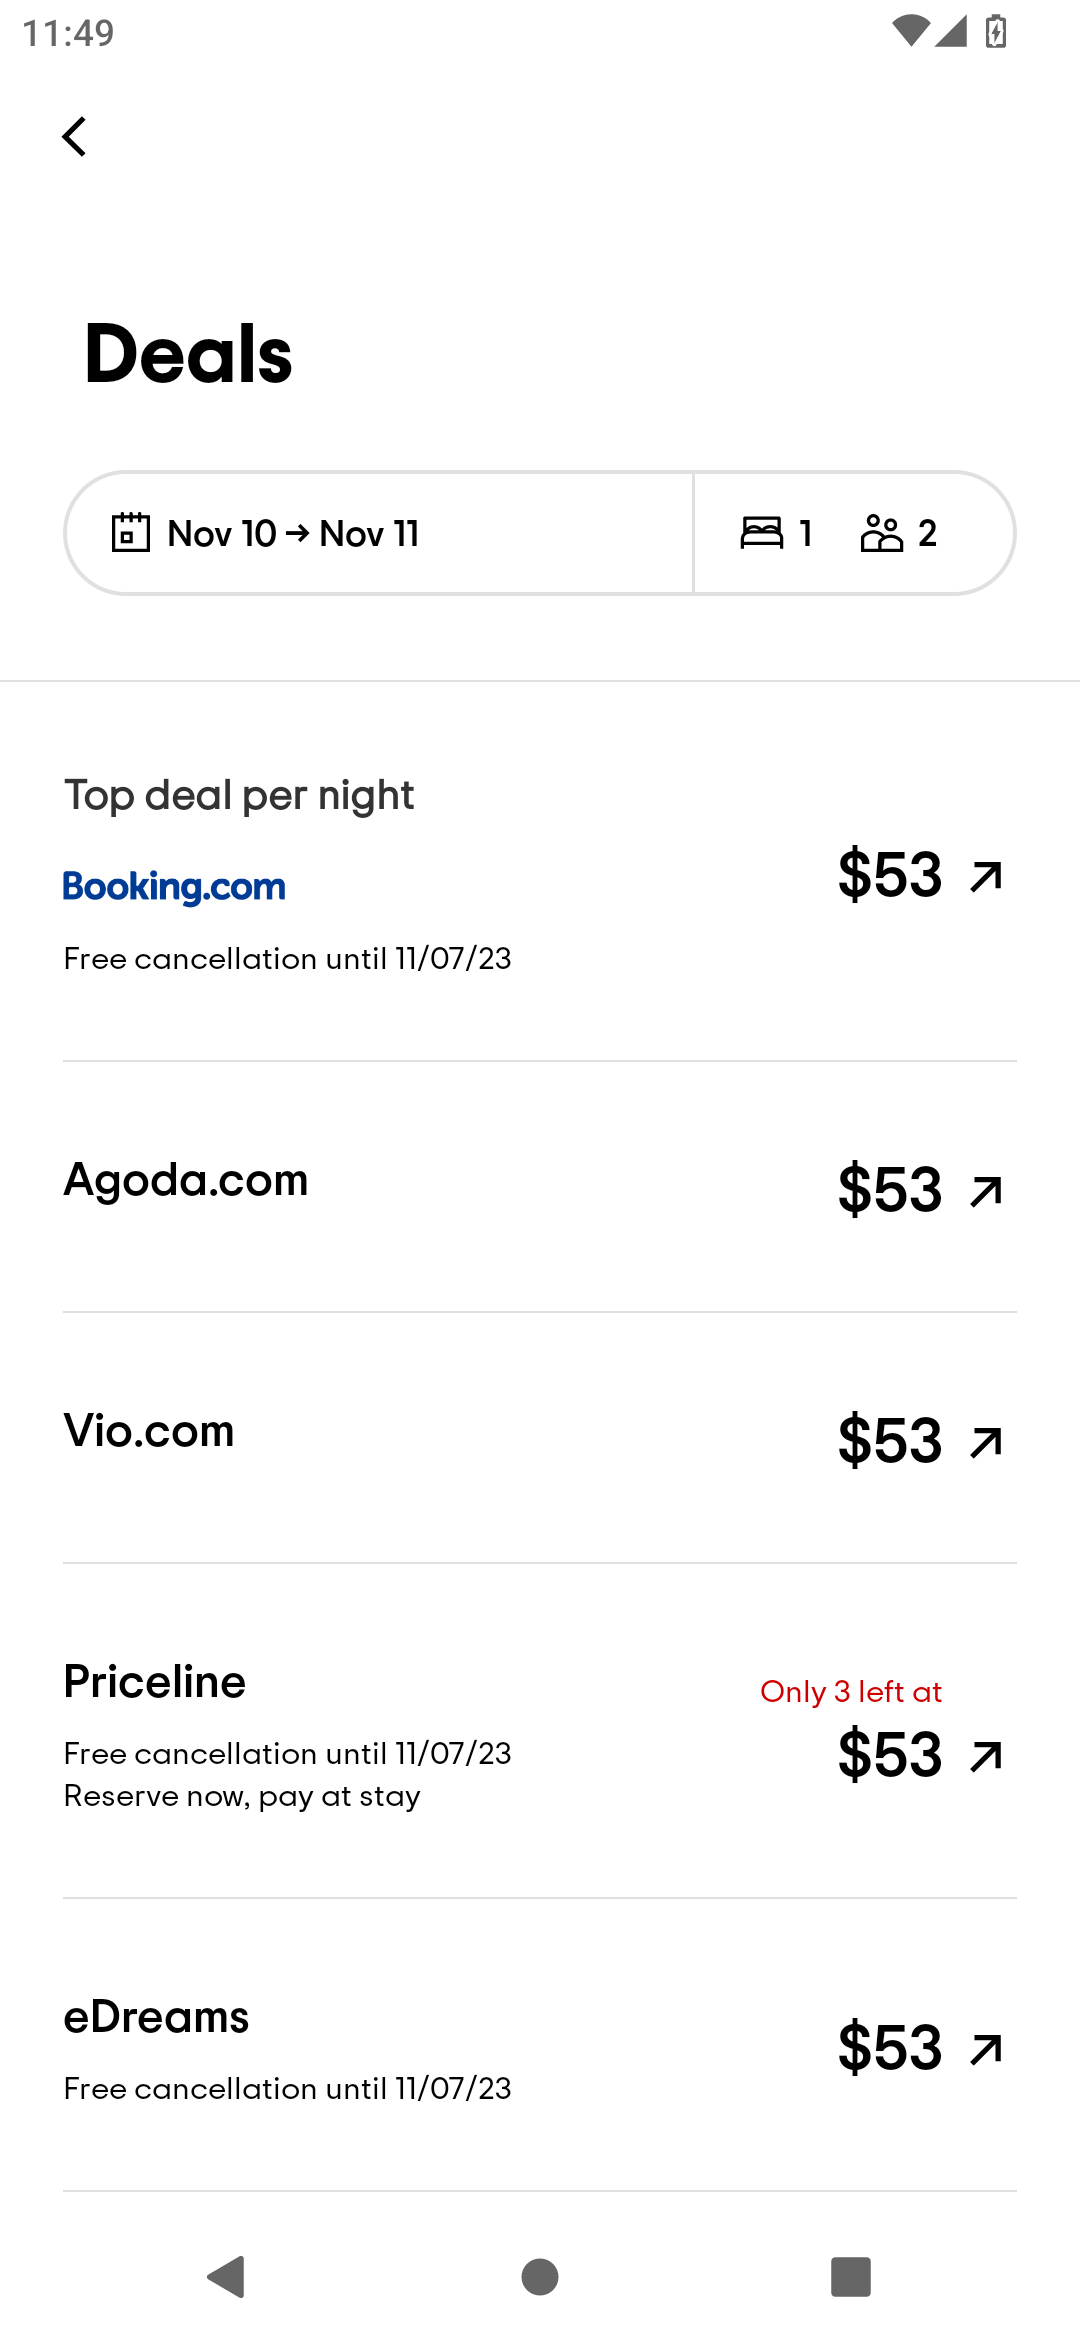 11:49
Deals
Nov 10 → Nov 11
1
2
Top deal per night
Booking.com
$53
Free cancellation until 11/07/23
Agoda.com
$53
Vio.com
$53
Priceline
Only 3 left at
Free cancellation until 11/07/23
$53
Reserve now, pay at stay
eDreams
$53
Free cancellation until 11/07/23